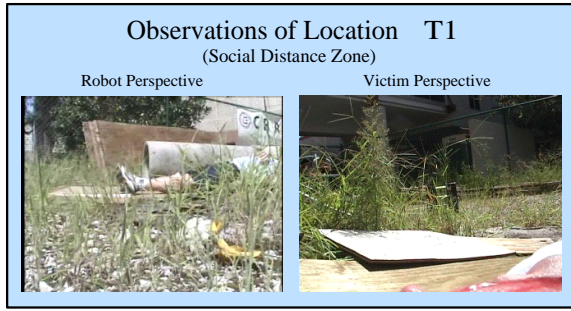 Observations of Location T1
(Social Distance Zone)
Robot Perspective
Victim Perspective